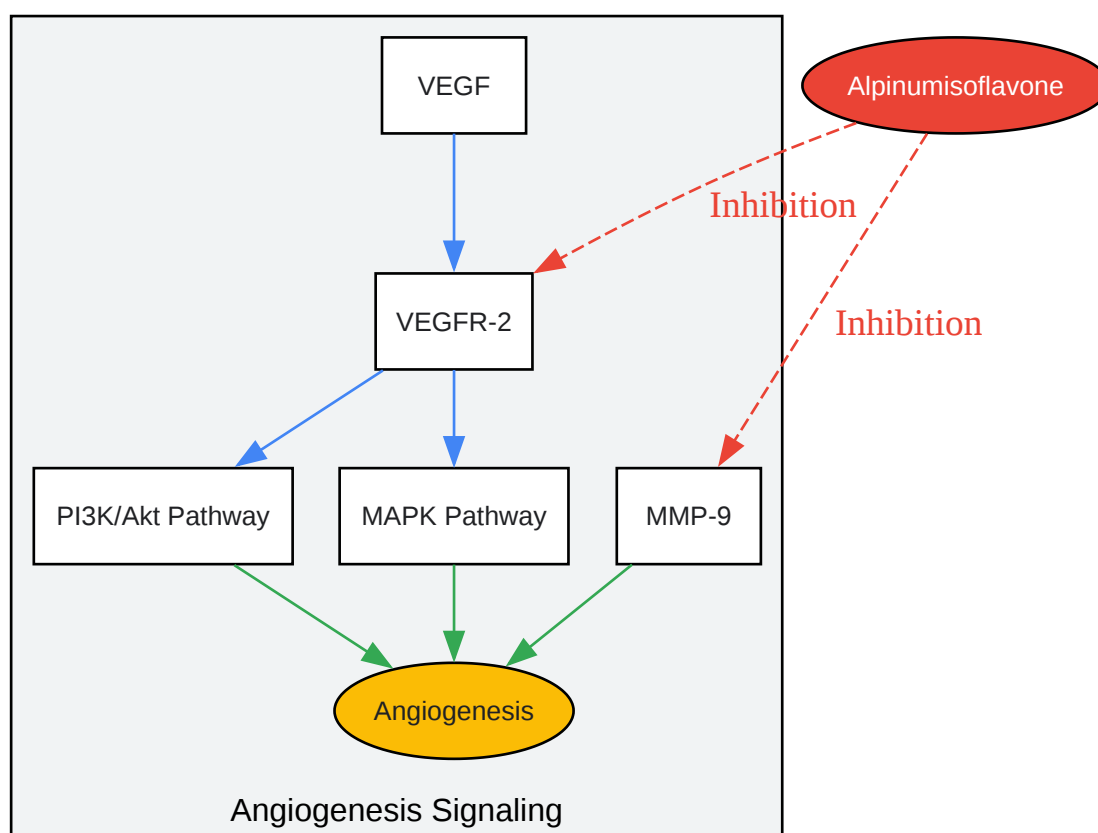 VEGF
Alpinumisoflavone
Inhibition
VEGFR-2
Inhibition
PI3K/Akt Pathway
MAPK Pathway
MMP-9
Angiogenesis
Angiogenesis Signaling